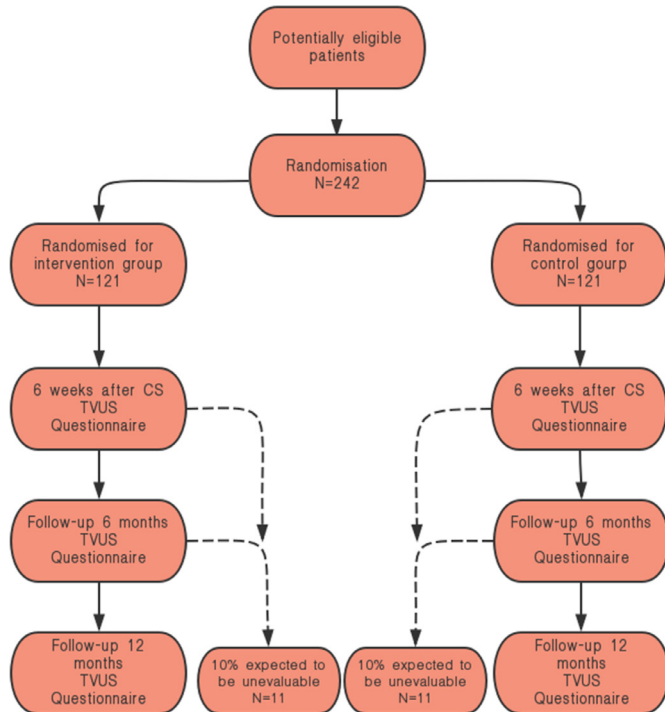 Potentially eligible
patients
Randomisation
N=242
Randomised for
intervention group
N=121
Randomised for
control gourp
N=121
6 weeks after CS
TVUS
Questionnaire
6 weeks after CS
TVUS
Questionnaire
Follow-up 6 months
TVUS
Questionnaire
Follow-up 6 months
TVUS
Questionnaire
Follow-up 12
months
TVUS
Questionnaire
10% expected to
be unevaluable
N=11
10% expected to
be unevaluable
N=11
Follow-up 12
months
TVUS
Questionnaire